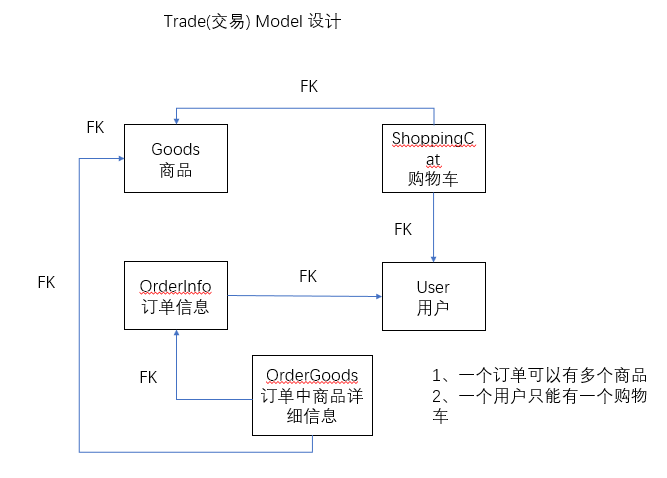 Trade(交易) Model 设计
FK
FK
Goods
商品
ShoppingC
at
购物车
FK
FK
OrderInfo
订单信息
FK
User
用户
FK
OrderGoods
订单中商品详
细信息
1、一个订单可以有多个商品
2、一个用户只能有一个购物
车